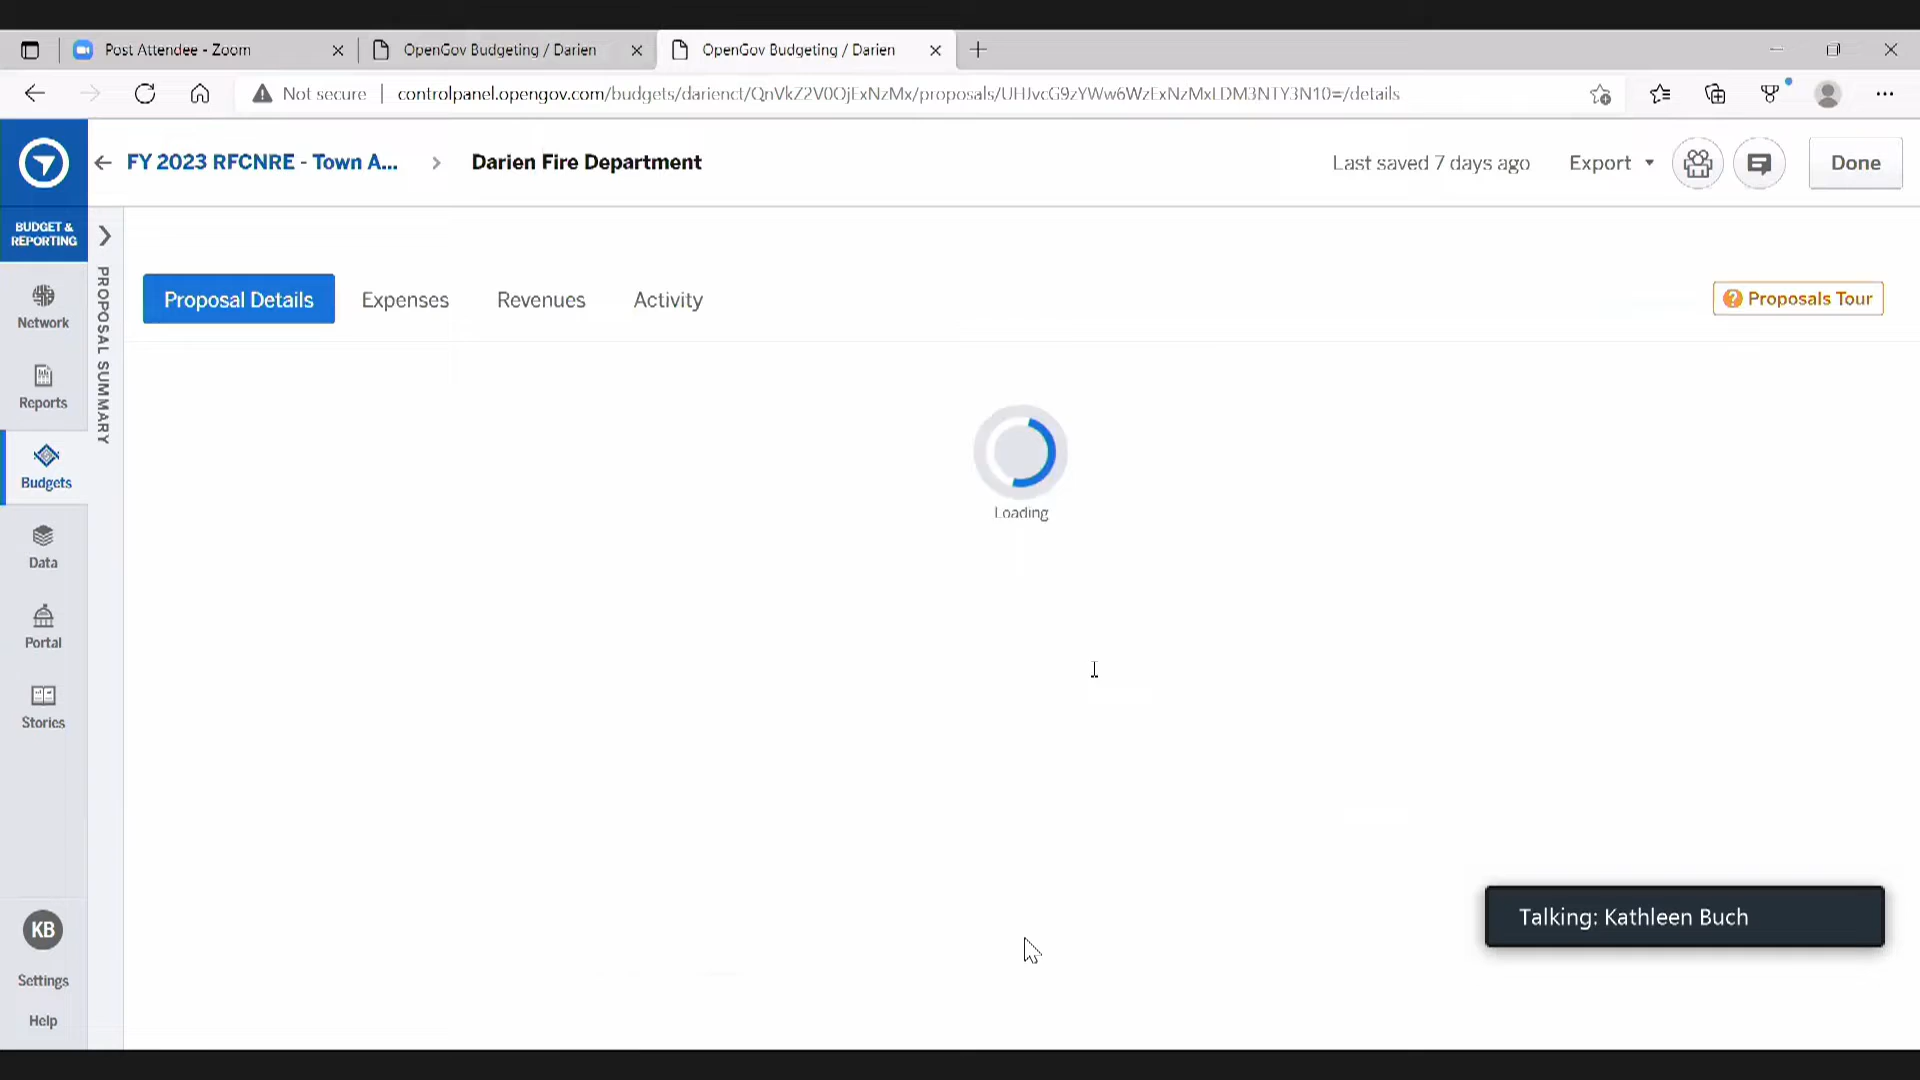 Post Attendee - Zoom
OpenGov Budgeting / Darien
OpenGov Budgeting / Darien
Not secure
controlpanel.opengov.com/budgets/darienct/QnVkZ2V0OjExNzMx/proposals/UHJvcG9zYWw6WzExNzMxLDM3NTY3N10=/details
FY 2023 RFCNRE - Town A...
Darien Fire Department
Last saved 7 days ago
Export
Done
BUDGET &
REPORTING
PROPOSAL SUMMARY
Proposal Details
Expenses
Revenues
Activity
Proposals Tour
Network
Reports
Budgets
Data
Portal
Stories
Loading
KB
Talking: Kathleen Buch
Settings
Help